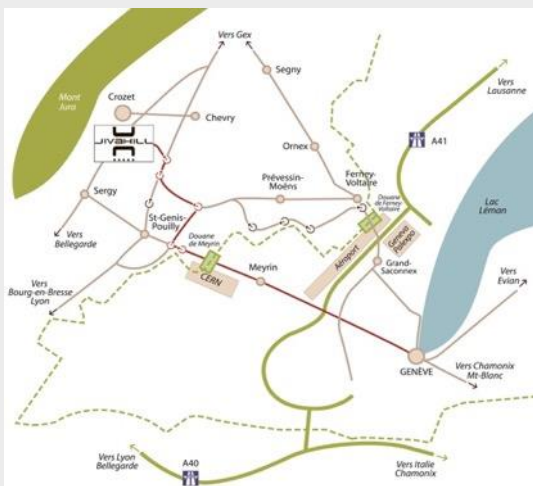 Vers Gex
Mont
Jura
Crozet
Chevry
Segny
Vers
Lausanne
A41
JIVAHILL
Ornex
Sergy
Prévessin-
Moëns
Ferney-
Voltaire
Lac
Léman
St-Genis-
Pouilly
Douane
de Meyrin
Douane
de Ferney
Voltaire
Vers
Bellegarde
Genève
Palexpo
Aéroport
Grand-
Saconnex
Vers
Evian
Vers
Bourg-en-Bresse
Lyon
CERN
Meyrin
GENÈVE
Vers Chamonix
Mt-Blanc
Vers Lyon
Bellegarde
A40
Vers Italie
Chamonix